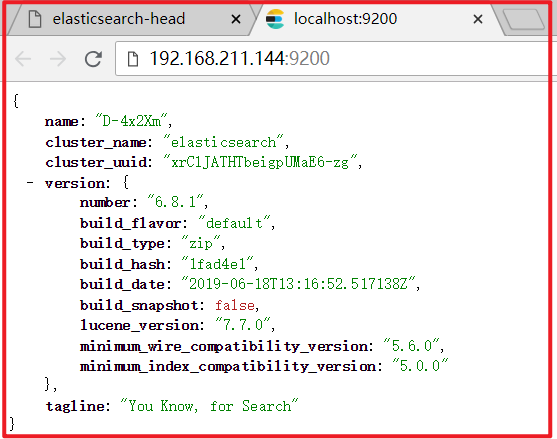 elasticsearch-head
localhost:9200
192.168.211.144:9200
{
name: "D-4x2Xm",
cluster_name: "elasticsearch",
cluster_uuid: "xrClJATHTbeigpUMaE6-zg",
- version: {
number: "6.8.1",
build_flavor: "default",
build_type: "zip",
build_hash: "1fad4e1",
build_date: "2019-06-18T13:16:52.517138Z",
build_snapshot: false,
lucene_version: "7.7.0",
minimum_wire_compatibility_version: "5.6.0",
minimum_index_compatibility_version: "5.0.0"
},
tagline: "You Know, for Search"
}